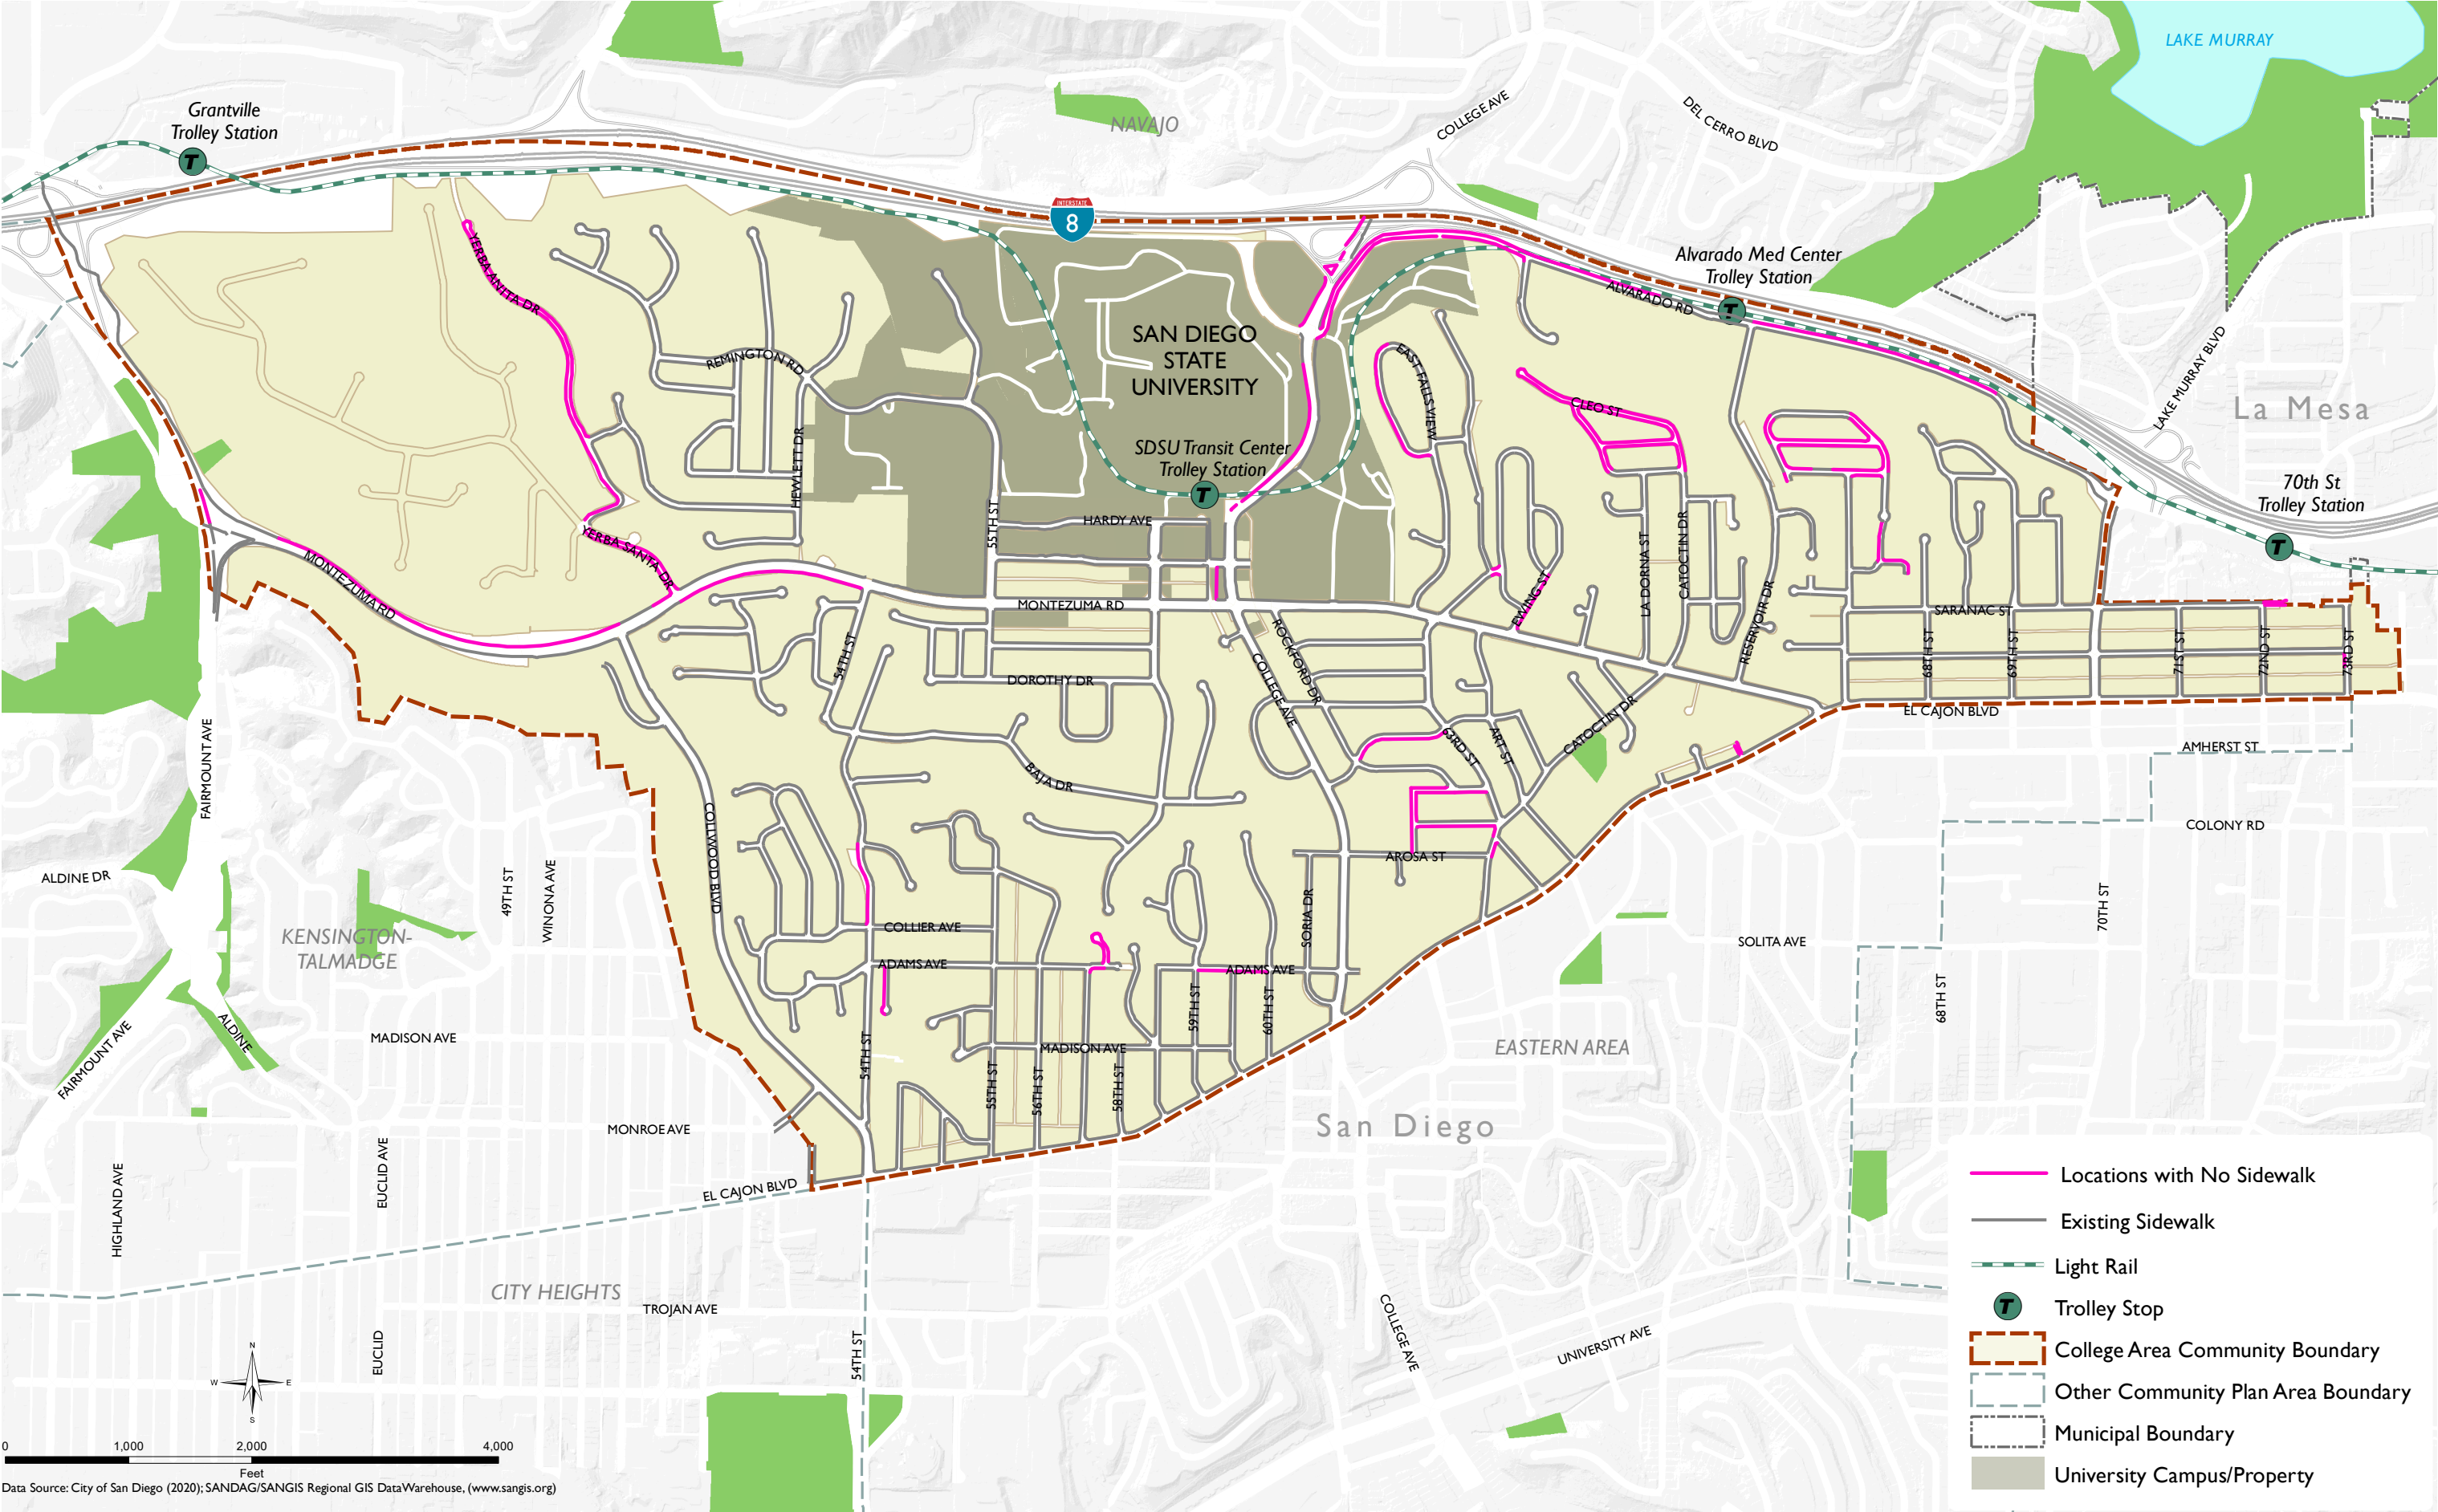 LAKE MURRAY
Grantville
Trolley Station
NAVAJO
COLLEGE AVE
DEL CERRO BLVD
INTERSTATE
8
YERBA ANITA DR
Alvarado Med Center
Trolley Station
T
T
ALVARADO RD
SAN DIEGO
STATE
UNIVERSITY
REMINGTON RD
EAST FALLS VIEW
CLEO ST
LAKE MURRAY BLVD
La Mesa
HEWLETT DR
SDSU Transit Center
Trolley Station
T
70th St
Trolley Station
T
55TH ST
HARDY AVE
YERBA SANTA DR
MONTEZUMA RD
MONTEZUMA RD
EWING ST
LA DORNA ST
CATOCTIN DR
RESERVOIR DR
SARANAC ST
54TH ST
ROCKFORD DR
COLLEGE AVE
68TH ST
69TH ST
71ST ST
72ND ST
73RD ST
DOROTHY DR
EL CAJON BLVD
FAIRMOUNT AVE
63RD ST
ART ST
CATOCTIN DR
AMHERST ST
BAJA DR
COLLWOOD BLVD
COLONY RD
AROSA ST
ALDINE DR
49TH ST
WINONA AVE
KENSINGTON-
TALMADGE
COLLIER AVE
SORIA DR
SOLITA AVE
70TH ST
ADAMS AVE
ADAMS AVE
68TH ST
59TH ST
60TH ST
FAIRMOUNT AVE
ALDINE
MADISON AVE
54TH ST
MADISON AVE
EASTERN AREA
55TH ST
56TH ST
58TH ST
San Diego
MONROE AVE
HIGHLAND AVE
EUCLID AVE
EL CAJON BLVD
CITY HEIGHTS
TROJAN AVE
EUCLID
54TH ST
COLLEGE AVE
UNIVERSITY AVE
Locations with No Sidewalk
Existing Sidewalk
Light Rail
T
Trolley Stop
College Area Community Boundary
Other Community Plan Area Boundary
Municipal Boundary
University Campus/Property
N
W
E
S
0
1,000
2,000
4,000
Feet
Data Source: City of San Diego (2020); SANDAG/SANGIS Regional GIS DataWarehouse, (www.sangis.org)